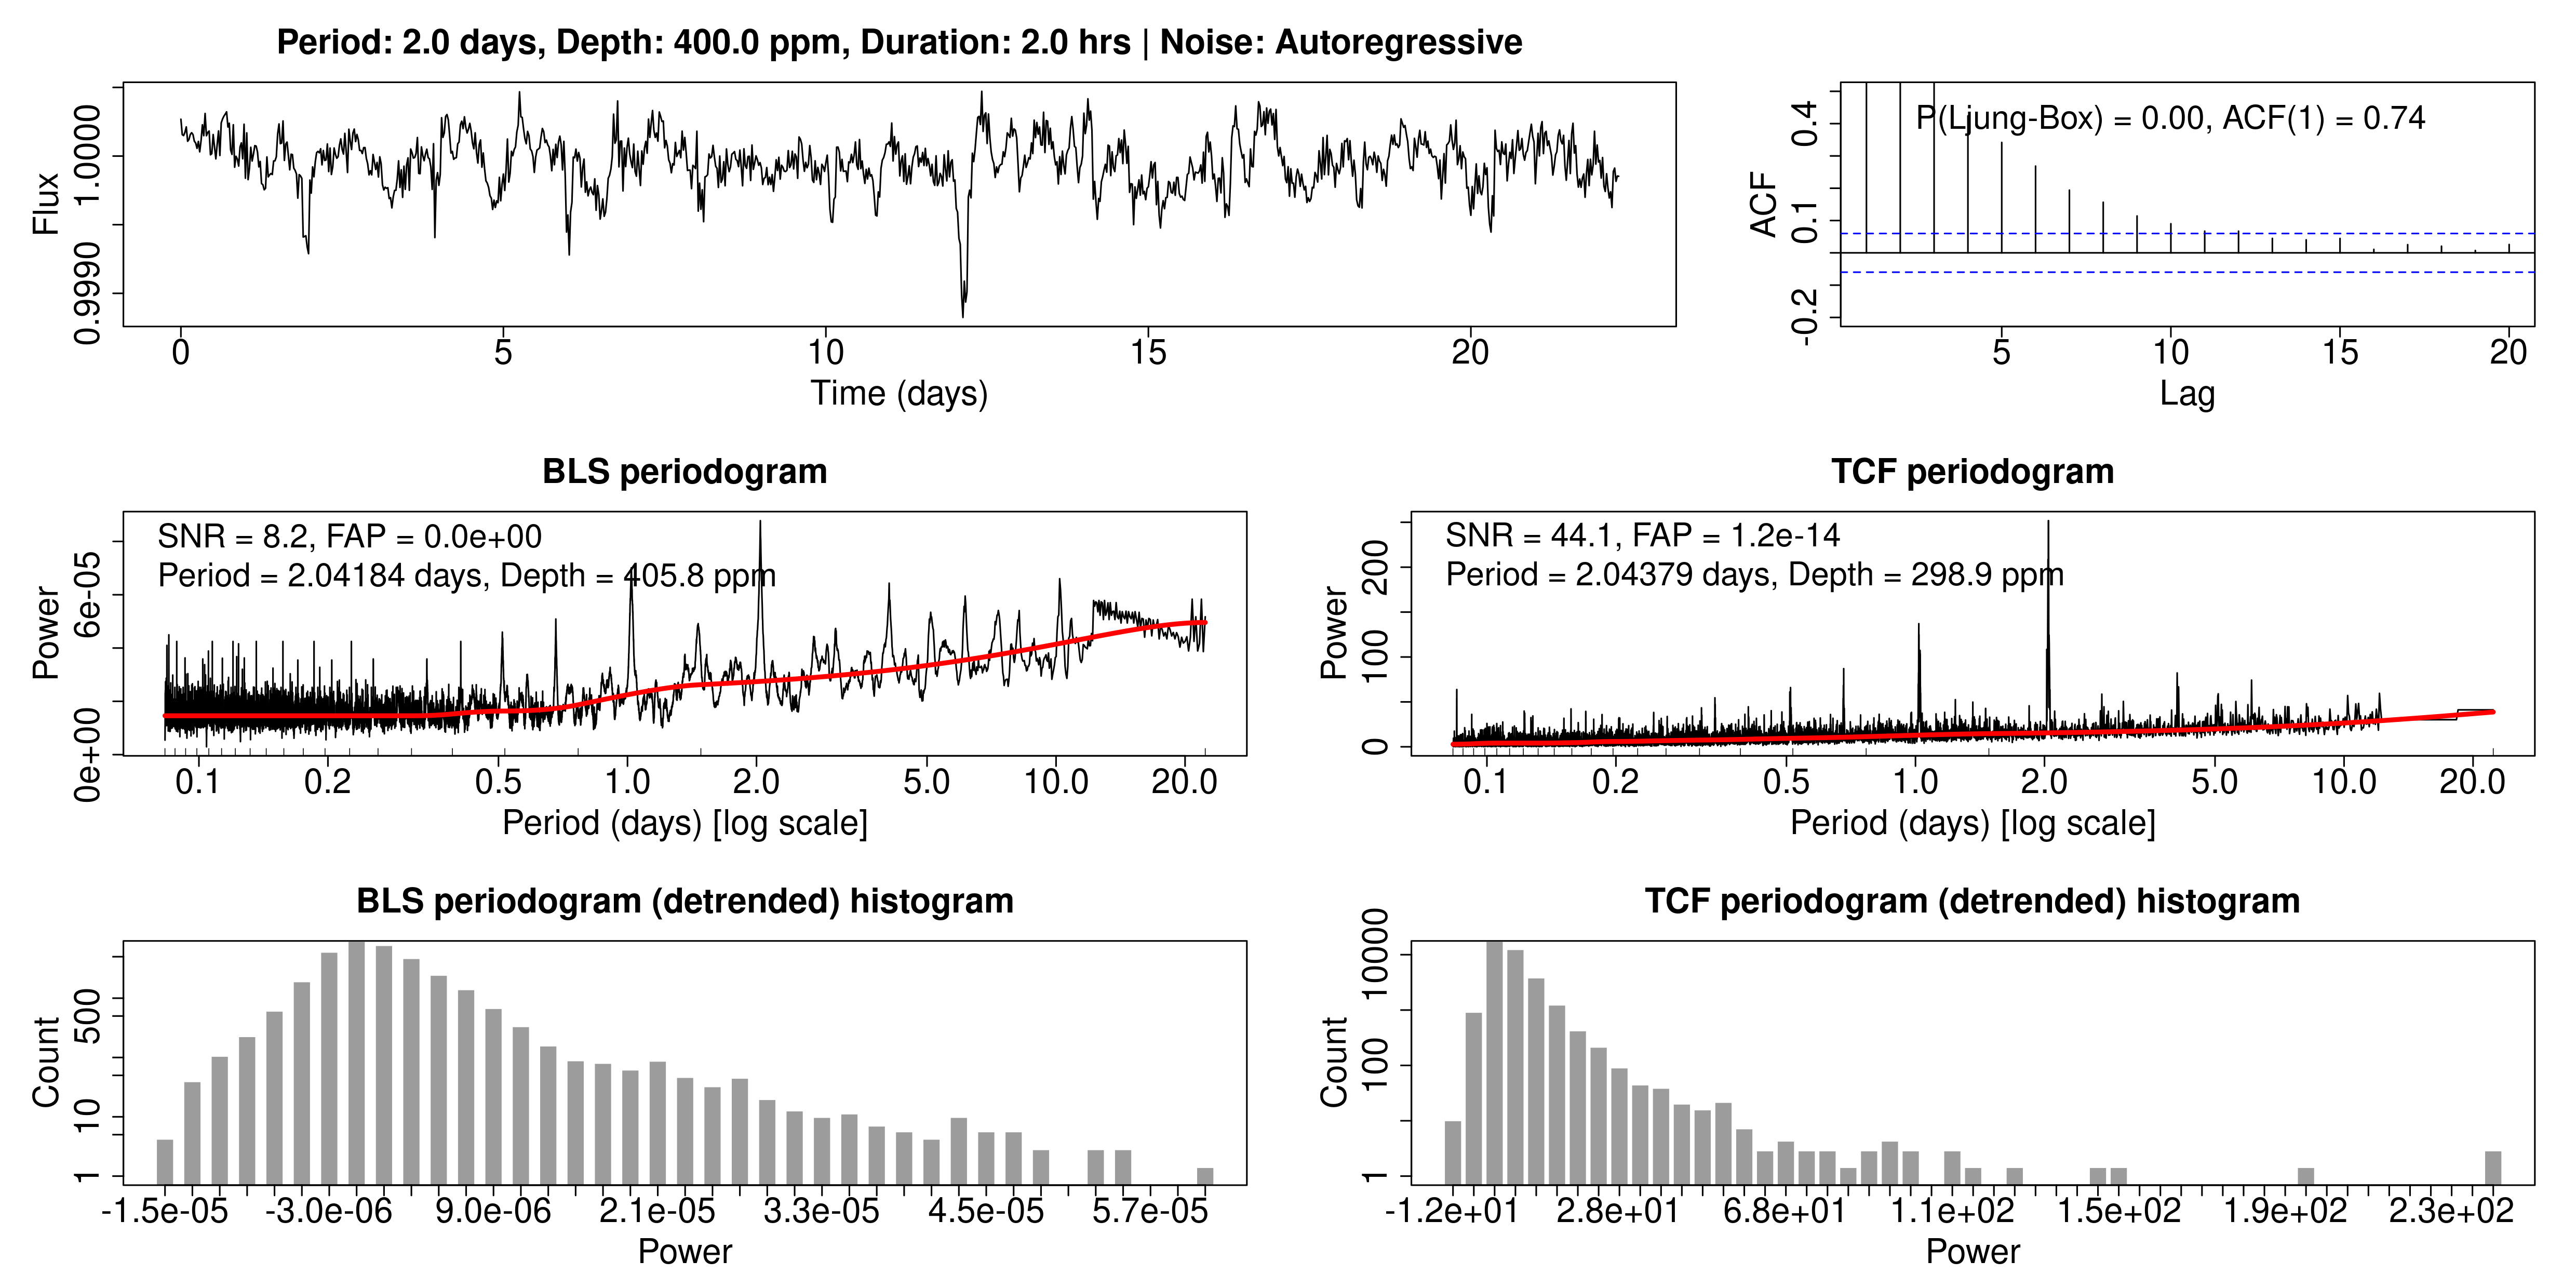 Period: 2.0 days, Depth: 400.0 ppm, Duration: 2.0 hrs | Noise: Autoregressive
Flux
0.9990 1.0000
0 5 10 15 20
Time (days)
P(Ljung-Box) = 0.00, ACF(1) = 0.74
ACF
-0.2 0.1 0.4
5 10 15 20
Lag
BLS periodogram
SNR = 8.2, FAP = 0.0e+00
Period = 2.04184 days, Depth = 405.8 ppm
Power
0e+00 6e-05
0.1 0.2 0.5 1.0 2.0 5.0 10.0 20.0
Period (days) [log scale]
TCF periodogram
SNR = 44.1, FAP = 1.2e-14
Period = 2.04379 days, Depth = 298.9 ppm
Power
0 100 200
0.1 0.2 0.5 1.0 2.0 5.0 10.0 20.0
Period (days) [log scale]
BLS periodogram (detrended) histogram
Count
1 10 500
-1.5e-05 -3.0e-06 9.0e-06 2.1e-05 3.3e-05 4.5e-05 5.7e-05
Power
TCF periodogram (detrended) histogram
Count
1 100 10000
-1.2e+01 2.8e+01 6.8e+01 1.1e+02 1.5e+02 1.9e+02 2.3e+02
Power